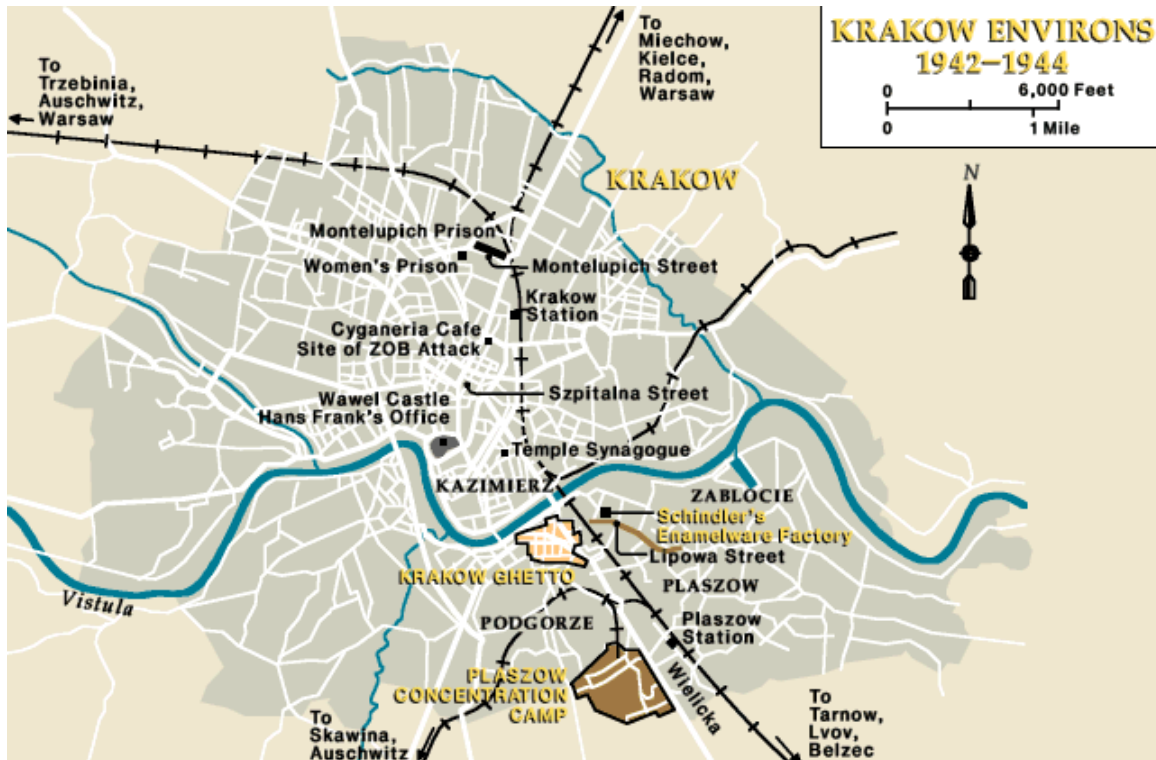 KRAKOW ENVIRONS
1942–1944
0 6,000 Feet
0 1 Mile
N
To
Miechow,
Kielce,
Radom,
Warsaw
To
Trzebinia,
Auschwitz,
Warsaw
KRAKOW
Montelupich Prison
Women's Prison
Montelupich Street
Krakow
Station
Cyganeria Cafe
Site of ZOB Attack
Szpitalna Street
Wawel Castle
Hans Frank's Office
Temple Synagogue
KAZIMIERZ
ZABLOCIE
Schindler's
Enamelware Factory
Lipowa Street
KRAKOW GHETTO
PLASZOW
Vistula
PODGORZE
Plaszow
Station
PLASZOW
CONCENTRATION
CAMP
Wielicka
To
Skawina,
Auschwitz
To
Tarnow,
Lvov,
Belzec